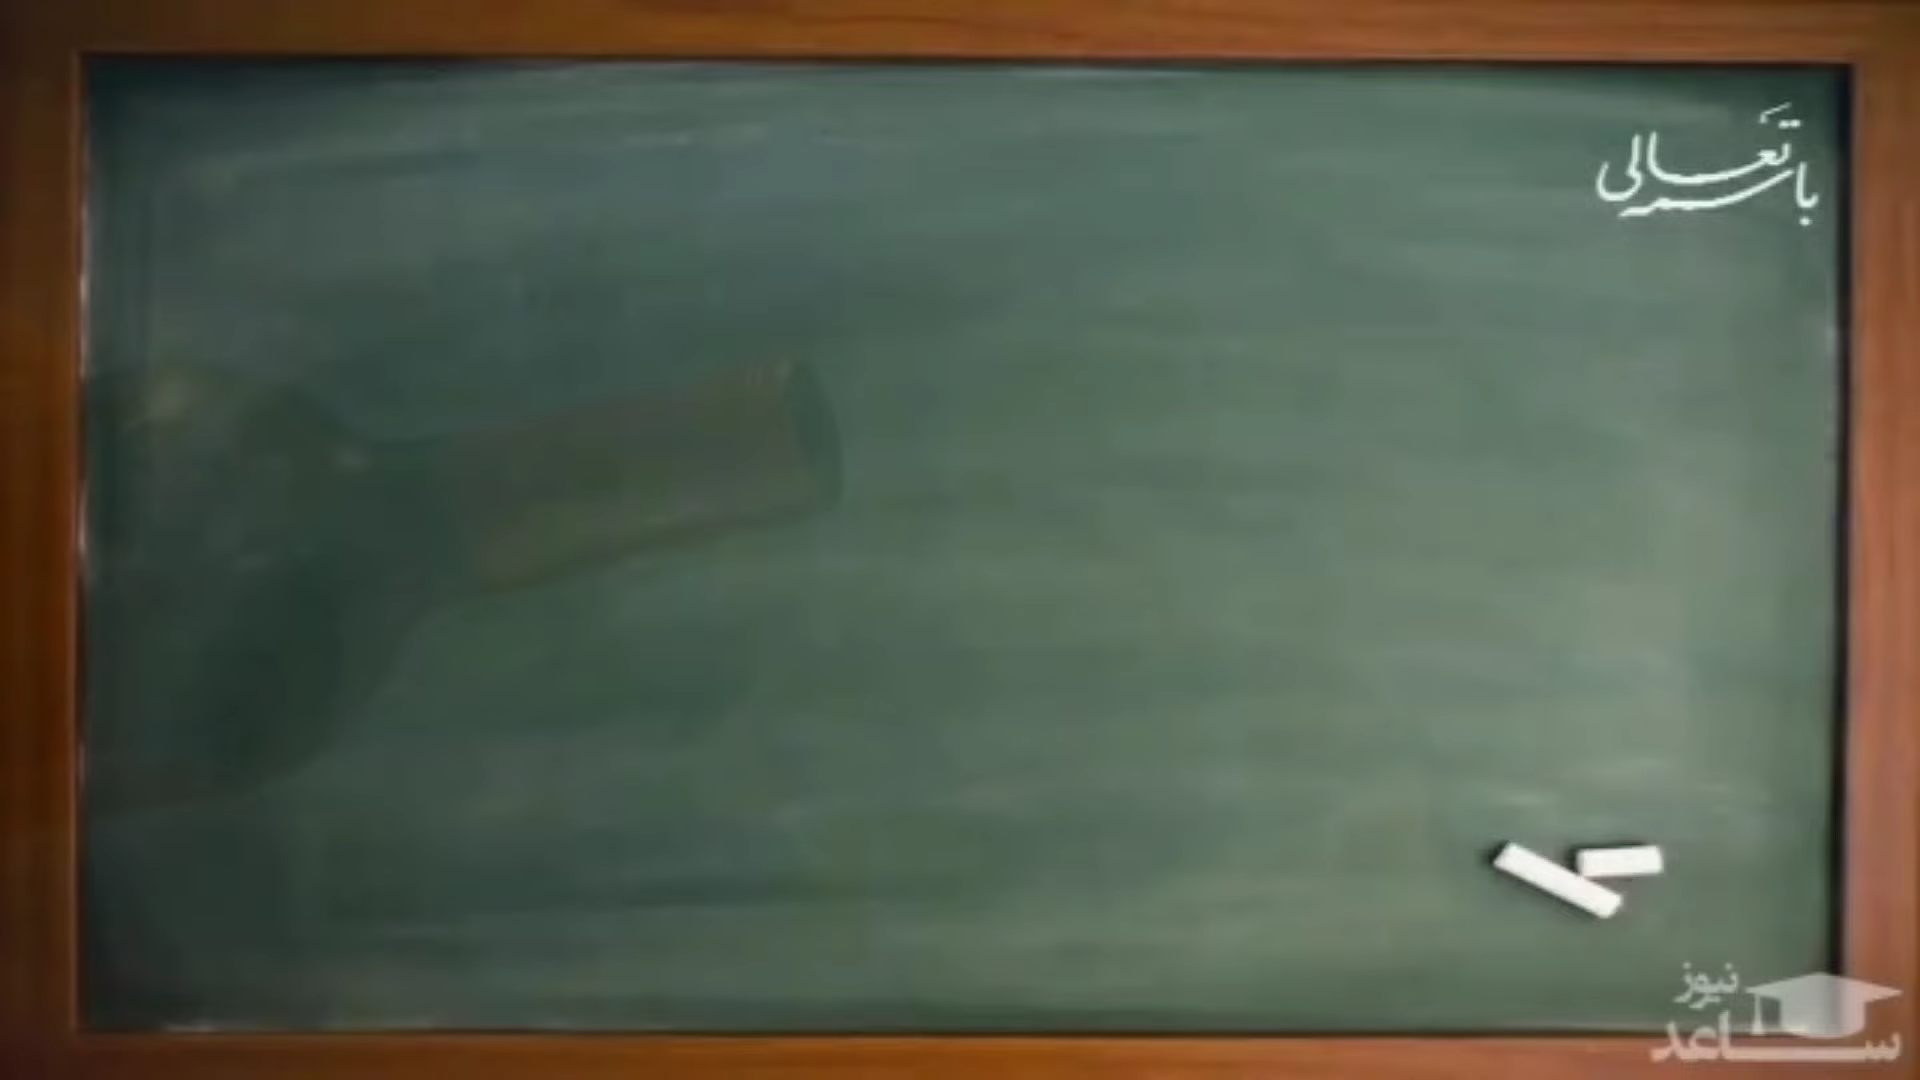 باسمه تعالی
نیوز
ساعد